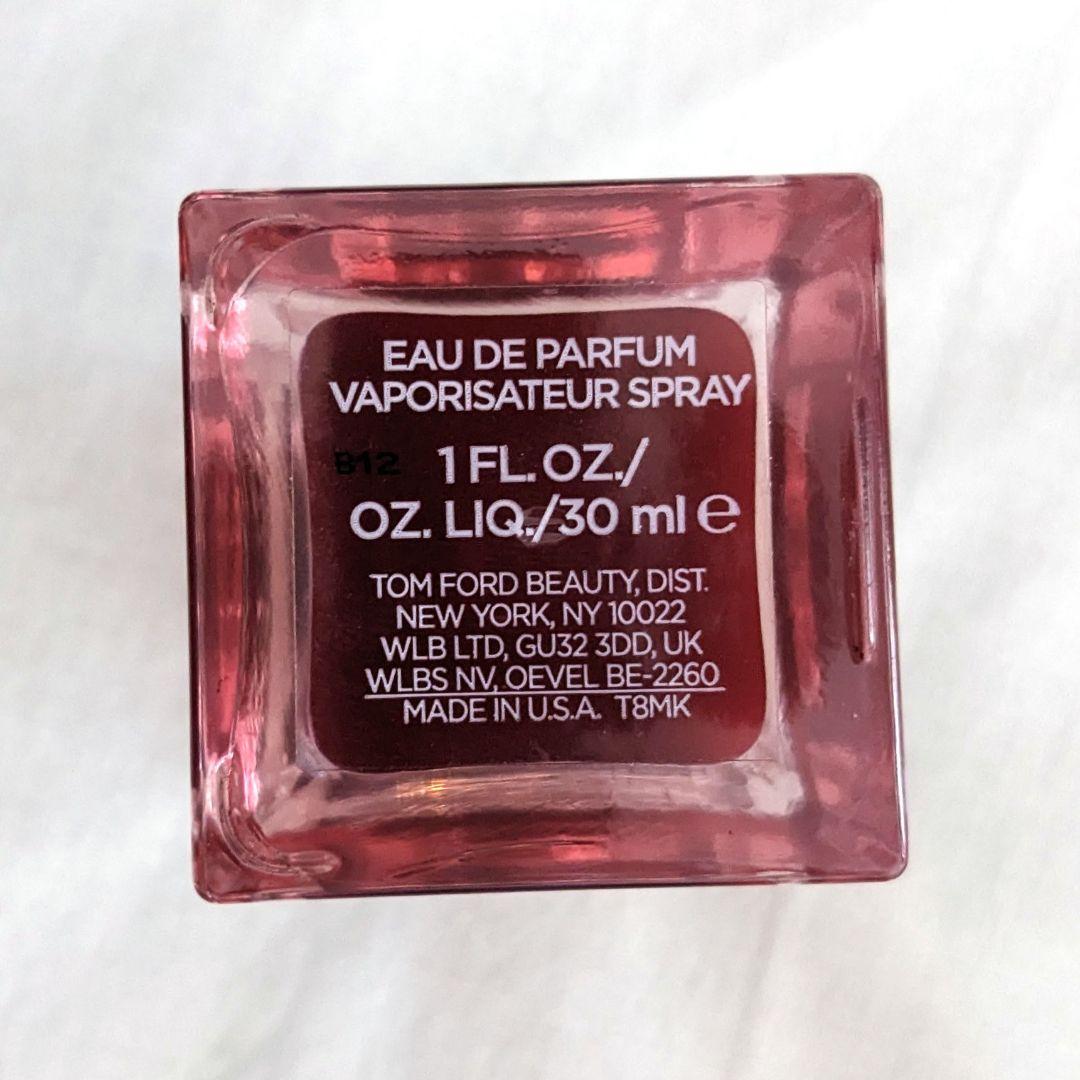 EAU DE PARFUM
VAPORISATEUR SPRAY
B12 1 FL. OZ./
OZ. LIQ./30 ml e
TOM FORD BEAUTY, DIST.
NEW YORK, NY 10022
WLB LTD, GU32 3DD, UK
WLBS NV, OEVEL BE-2260
MADE IN U.S.A. T8MK